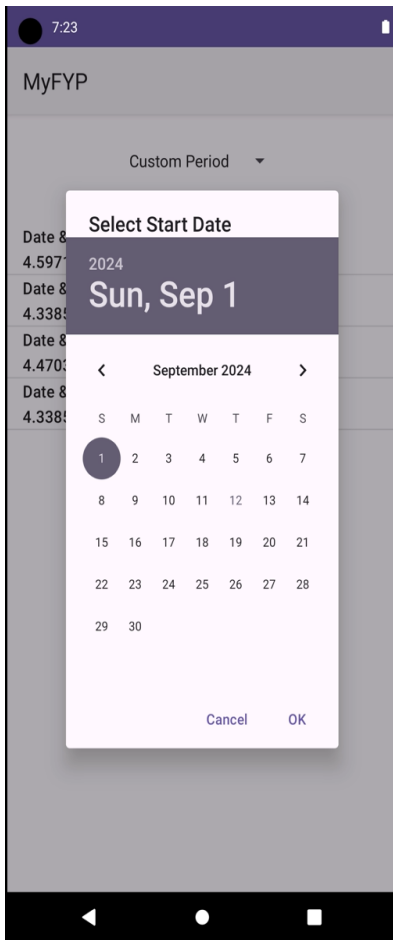 7:23
MyFYP
Custom Period
Select Start Date
Date &
4.597
2024
Sun, Sep 1
Date &
4.3385
Date &
4.470
September 2024
Date &
4.3385
S M T W T F S
1 2 3 4 5 6 7
8 9 10 11 12 13 14
15 16 17 18 19 20 21
22 23 24 25 26 27 28
29 30
Cancel OK